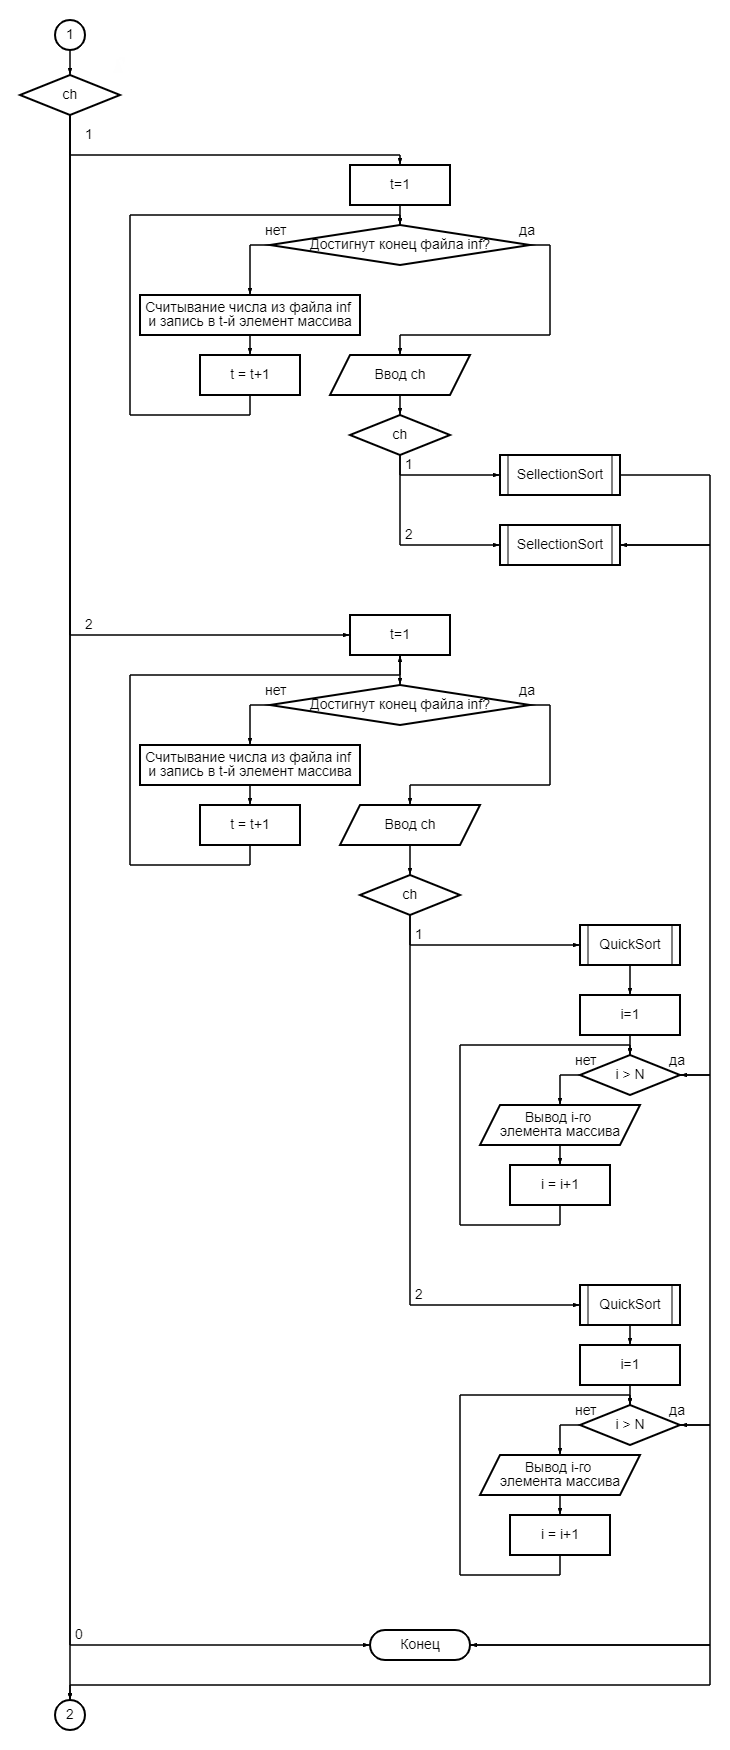 1
ch
1
t=1
нет
да
Достигнут конец файла inf?
Считывание числа из файла inf
и запись в t-й элемент массива
t = t+1
Ввод ch
ch
1
SellectionSort
2
SellectionSort
2
t=1
нет
да
Достигнут конец файла inf?
Считывание числа из файла inf
и запись в t-й элемент массива
t = t+1
Ввод ch
ch
1
QuickSort
i=1
нет
да
i > N
Вывод i-го
элемента массива
i = i+1
2
QuickSort
i=1
нет
да
i > N
Вывод i-го
элемента массива
i = i+1
0
Конец
2